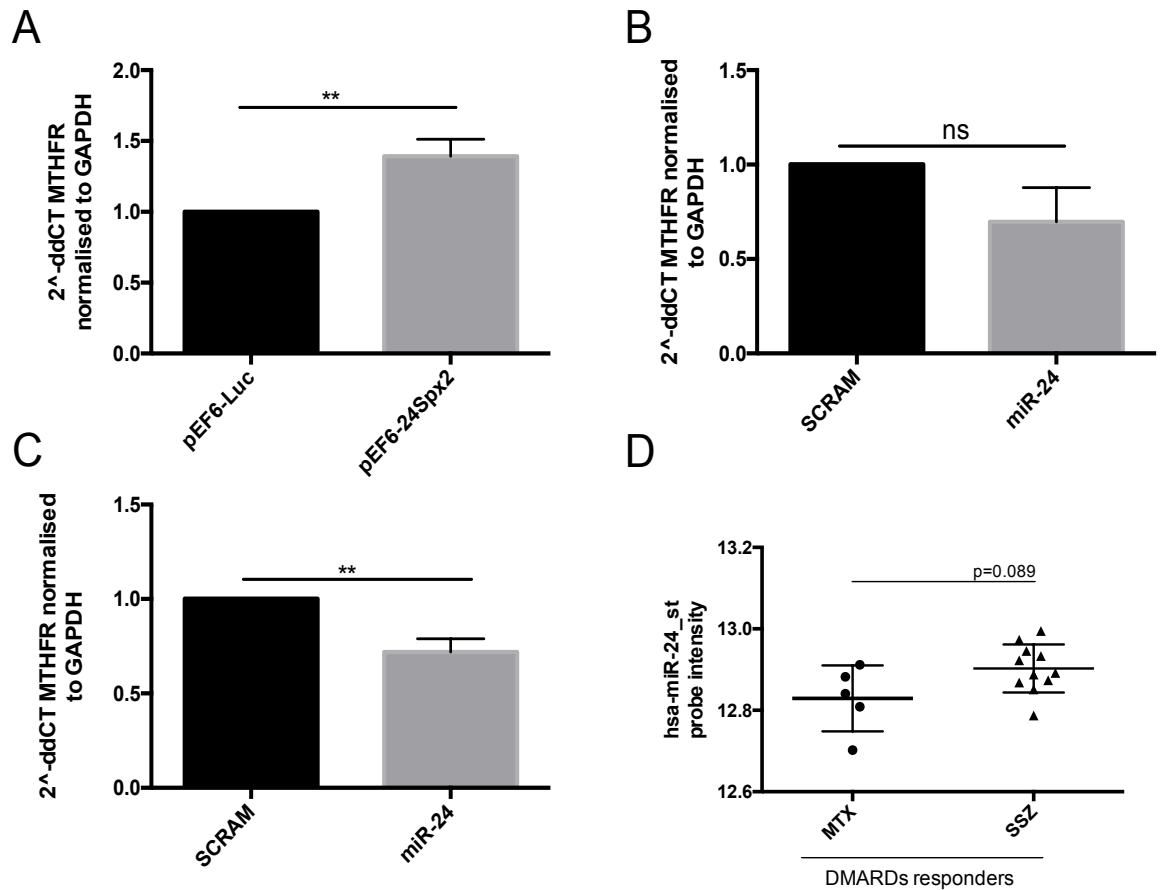 A
2^-ddCT MTHFR
normalised to GAPDH
2.0
1.5
1.0
0.5
0.0
**
pEF6-Luc
pEF6-24Spx2
B
2^-ddCT MTHFR normalised
to GAPDH
1.5
1.0
0.5
0.0
ns
SCRAM
miR-24
C
2^-ddCT MTHFR normalised
to GAPDH
1.5
1.0
0.5
0.0
**
SCRAM
miR-24
D
hsa-miR-24_st
probe intensity
13.2
13.0
12.8
12.6
p=0.089
MTX
SSZ
DMARDs responders